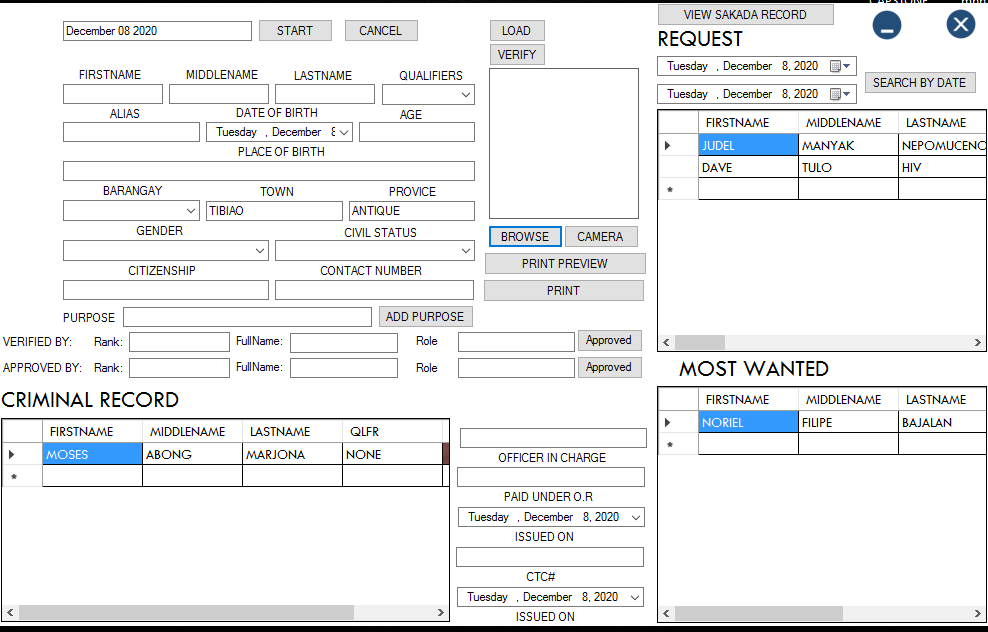 CAPSTONE
VIEW SAKADA RECORD
December 08 2020 START CANCEL LOAD
REQUEST
VERIFY
Tuesday , December 8, 2020
FIRSTNAME MIDDLENAME LASTNAME QUALIFIERS
SEARCH BY DATE
Tuesday , December 8, 2020
ALIAS DATE OF BIRTH AGE
Tuesday , December 8
PLACE OF BIRTH
BARANGAY TOWN PROVICE
TIBIAO ANTIQUE
GENDER CIVIL STATUS
CITIZENSHIP CONTACT NUMBER
BROWSE CAMERA
PRINT PREVIEW
PRINT
PURPOSE ADD PURPOSE
VERIFIED BY: Rank: FullName: Role Approved
APPROVED BY: Rank: FullName: Role Approved
FIRSTNAME MIDDLENAME LASTNAME
JUDEL MANYAK NEPOMUCENO
DAVE TULO HIV
*
CRIMINAL RECORD
FIRSTNAME MIDDLENAME LASTNAME QLFR
MOSES ABONG MARJONA NONE
*
OFFICER IN CHARGE
PAID UNDER O.R
Tuesday , December 8, 2020
ISSUED ON
CTC#
Tuesday , December 8, 2020
ISSUED ON
MOST WANTED
FIRSTNAME MIDDLENAME LASTNAME
NORIEL FILIPE BAJALAN
*